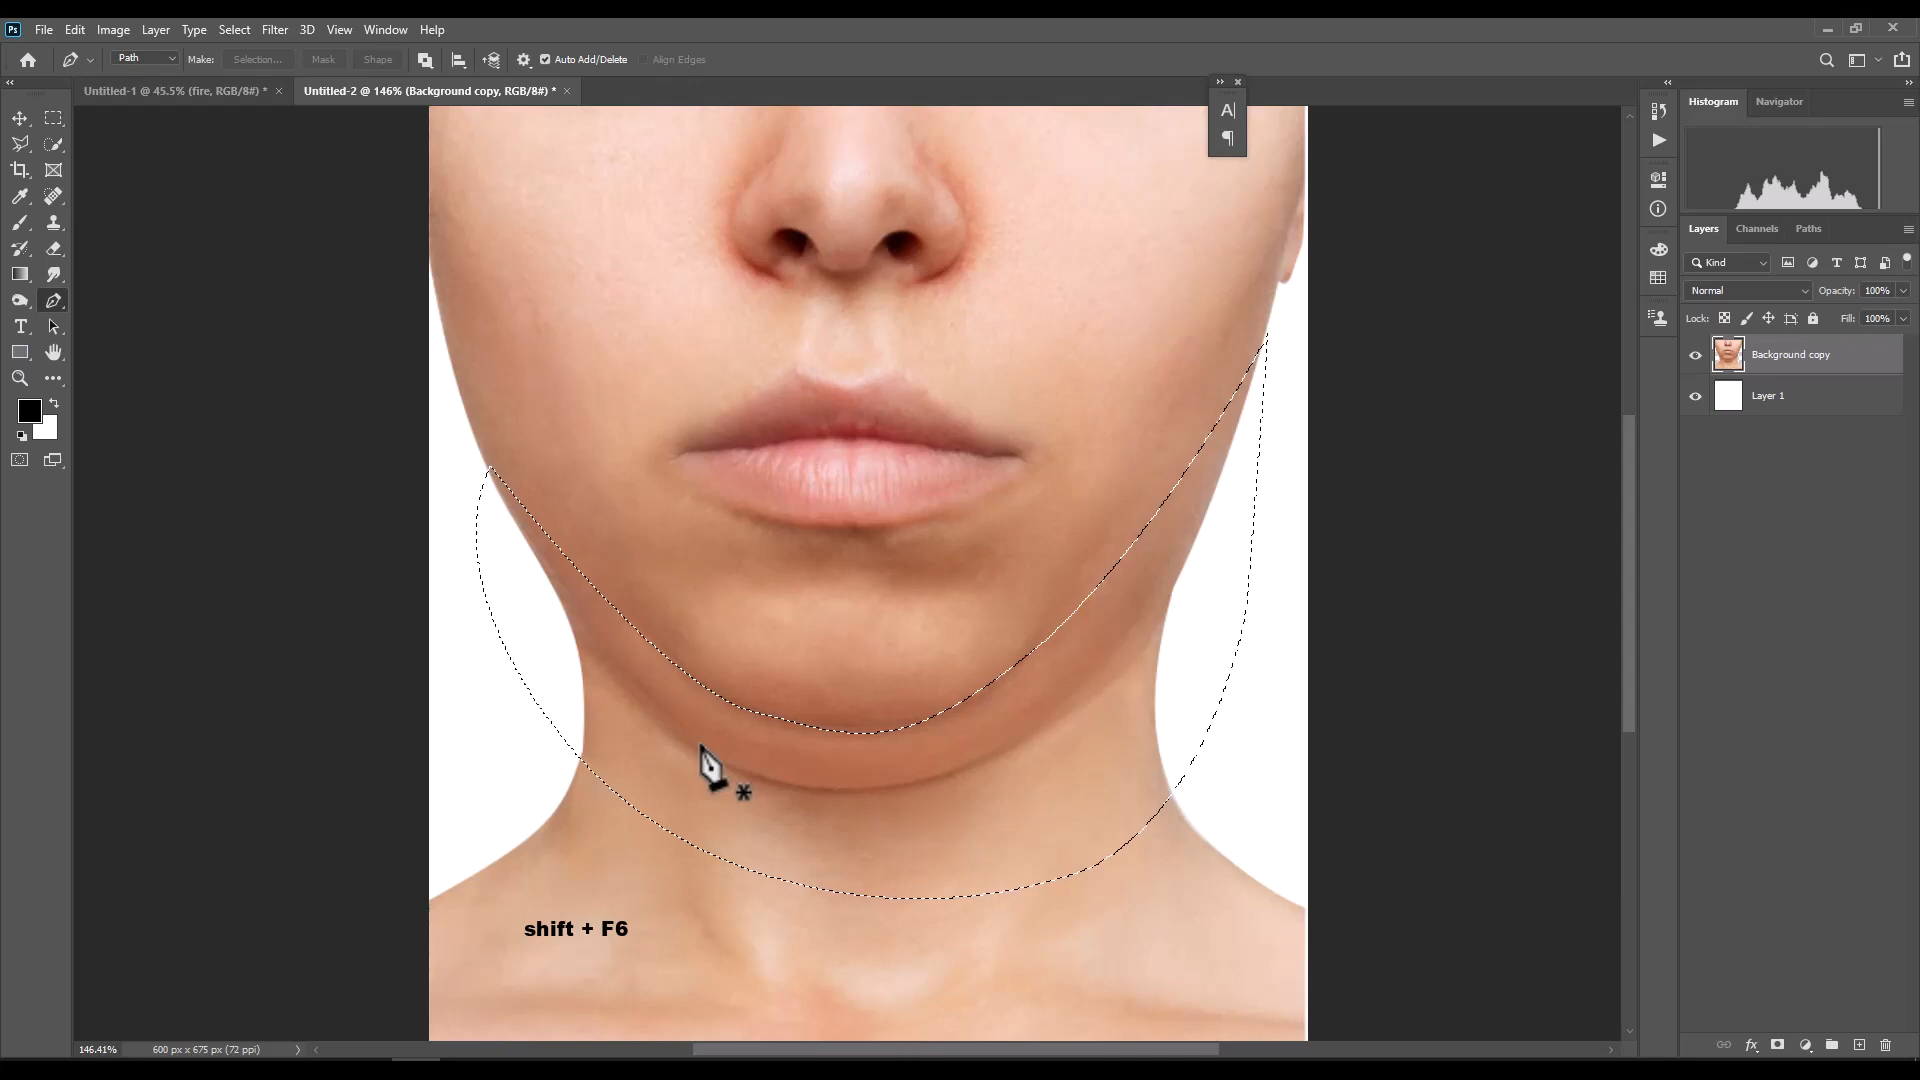 Ps File Edit Image Layer Type Select Filter 3D View Window Help
Path Make: Selection... Mask Shape Auto Add/Delete Align Edges
Untitled-1 @ 45.5% (fire, RGB/8#) * × Untitled-2 @ 146% (Background copy, RGB/8#) * ×
Histogram Navigator
Layers Channels Paths
Kind
Normal Opacity: 100%
Lock: Fill: 100%
Background copy
Layer 1
shift + F6
146.41% 600 px x 675 px (72 ppi)